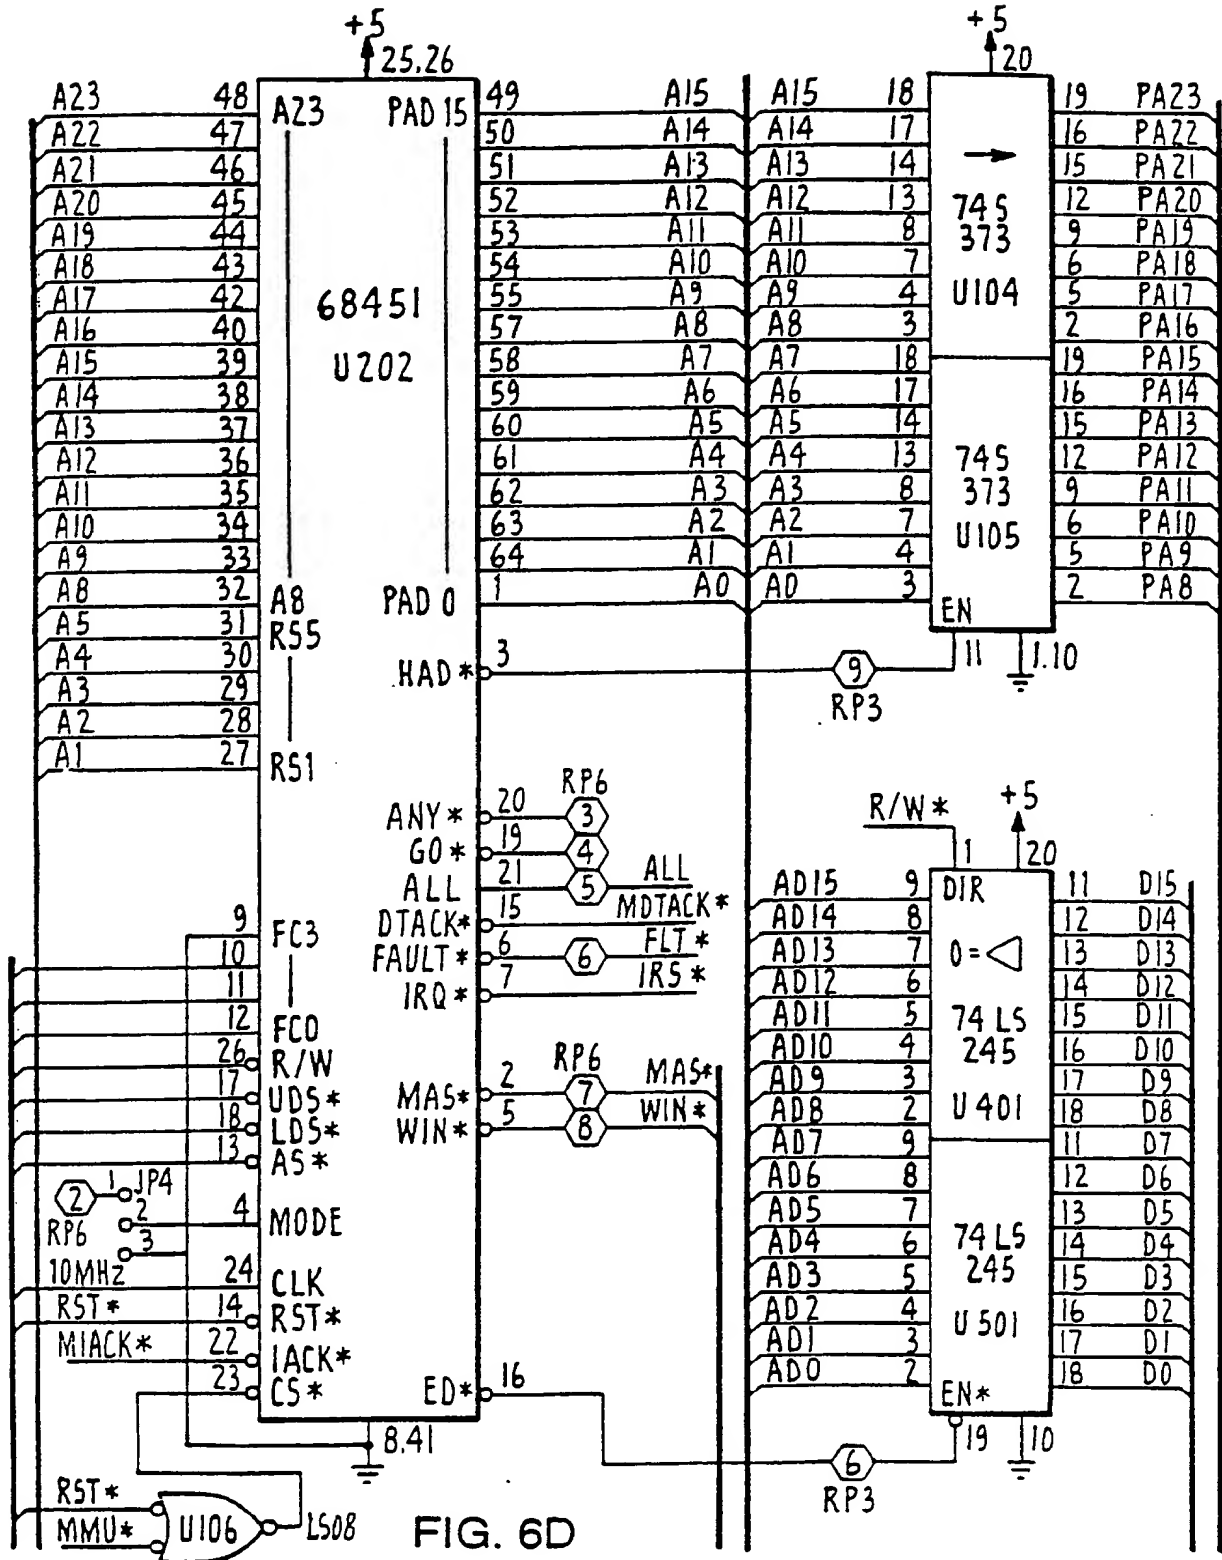 +5
25.26
+5
20
A23 48 A23 PAD 15 49 A15 A15 18 19 PA23
A22 47 50 A14 A14 17 16 PA22
A21 46 51 A13 A13 14 15 PA21
A20 45 52 A12 A12 13 12 PA20
A19 44 53 A11 A11 8 9 PA19
A18 43 54 A10 A10 7 6 PA18
A17 42 55 A9 A9 4 5 PA17
A16 40 57 A8 A8 3 2 PA16
A15 39 58 A7 A7 18 19 PA15
A14 38 59 A6 A6 17 16 PA14
A13 37 60 A5 A5 14 15 PA13
A12 36 61 A4 A4 13 12 PA12
A11 35 62 A3 A3 8 9 PA11
A10 34 63 A2 A2 7 6 PA10
A9 33 64 A1 A1 4 5 PA9
A8 32 A8 PAD 0 1 A0 A0 3 2 PA8
68451
U202
74S
373
U104
74S
373
U105
EN
11
1.10
A5 31 RS5
A4 30
A3 29
A2 28
A1 27 RS1
HAD* 3
9
RP3
RP6
ANY* 20 3
GO* 19 4
ALL 21 5 ALL
DTACK* 15 MDTACK*
FAULT* 6 6 FLT*
IRQ* 7 IRS*
RP6
MAS* 2 7 MAS*
WIN* 5 8 WIN*
9 FC3
10
11
12 FC0
26 R/W
17 UDS*
18 LDS*
13 AS*
2 1 JP4
RP6 2 4 MODE
3
10MHz 24 CLK
RST* 14 RST*
MIACK* 22 IACK*
23 CS*
ED* 16
8.41
R/W*
+5
1
20
DIR
AD15 9 11 D15
AD14 8 12 D14
AD13 7 13 D13
AD12 6 14 D12
AD11 5 15 D11
AD10 4 16 D10
AD9 3 17 D9
AD8 2 18 D8
AD7 9 11 D7
AD6 8 12 D6
AD5 7 13 D5
AD4 6 14 D4
AD3 5 15 D3
AD2 4 16 D2
AD1 3 17 D1
AD0 2 18 D0
0=
74LS
245
U401
74LS
245
U501
EN*
19
10
6
RP3
RST*
MMU*
U106
LS08
FIG. 6D